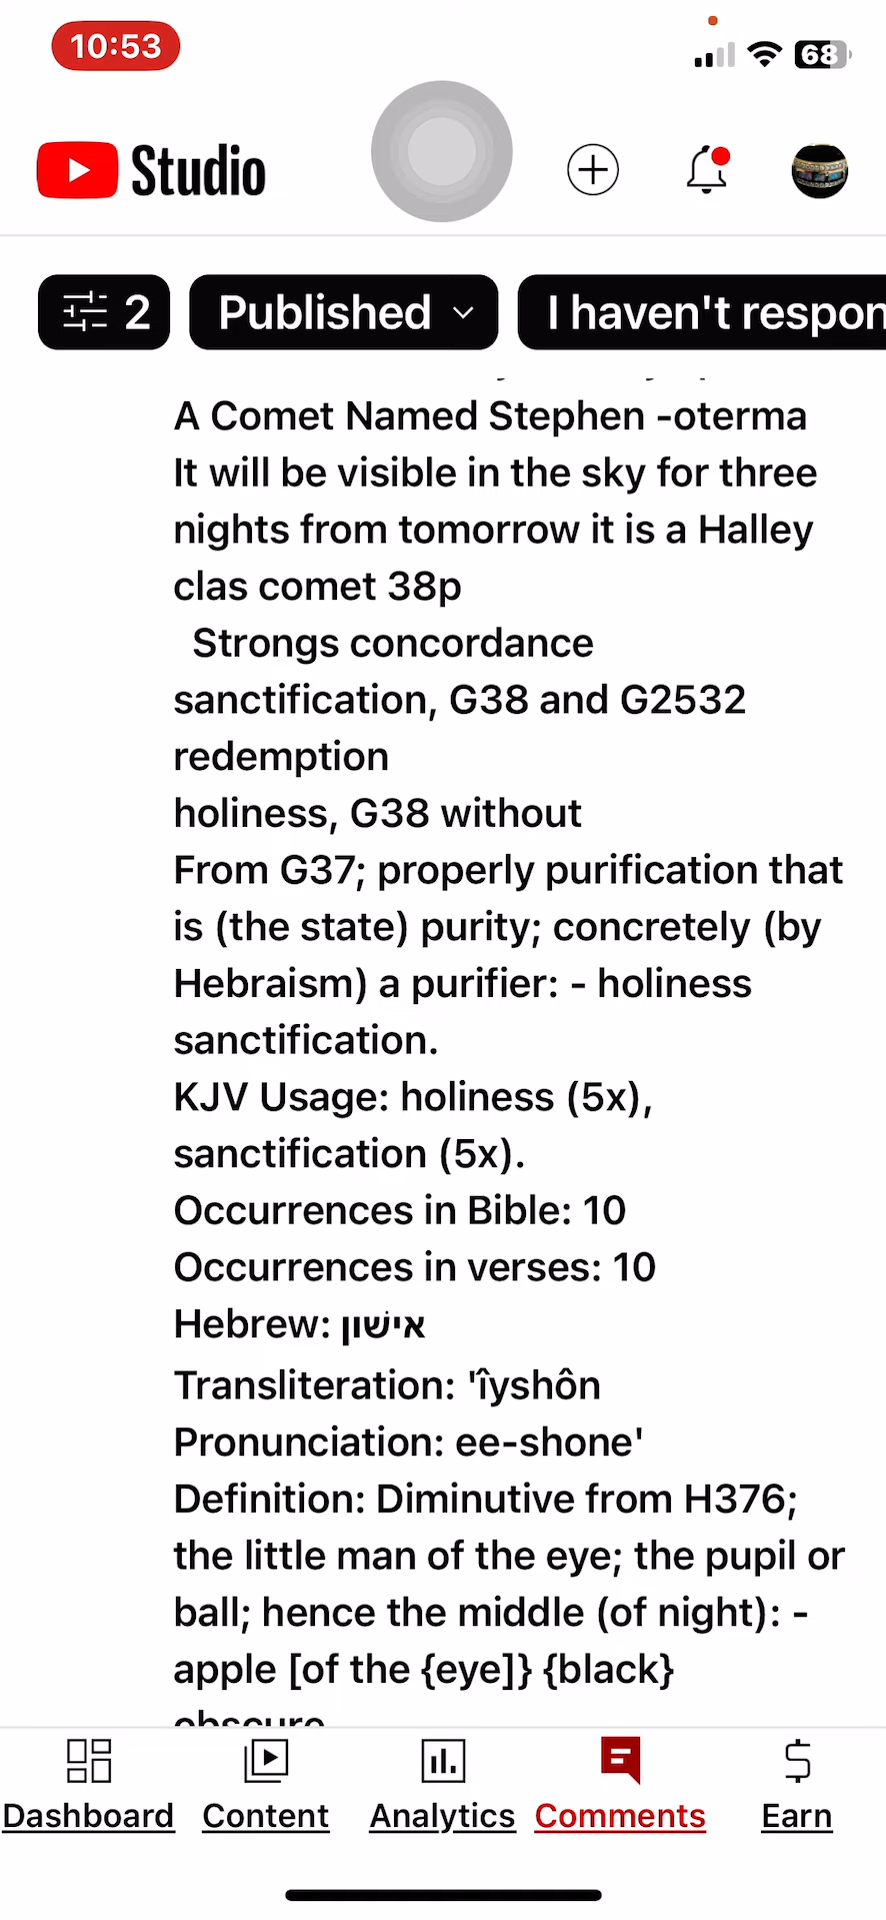 10:53
68
Studio
2 Published I haven't respon
A Comet Named Stephen -oterma
It will be visible in the sky for three
nights from tomorrow it is a Halley
clas comet 38p
Strongs concordance
sanctification, G38 and G2532
redemption
holiness, G38 without
From G37; properly purification that
is (the state) purity; concretely (by
Hebraism) a purifier: - holiness
sanctification.
KJV Usage: holiness (5x),
sanctification (5x).
Occurrences in Bible: 10
Occurrences in verses: 10
Hebrew: אישׁון
Transliteration: 'îyshôn
Pronunciation: ee-shone'
Definition: Diminutive from H376;
the little man of the eye; the pupil or
ball; hence the middle (of night): -
apple [of the {eye]} {black}
obscure
Dashboard Content Analytics Comments Earn